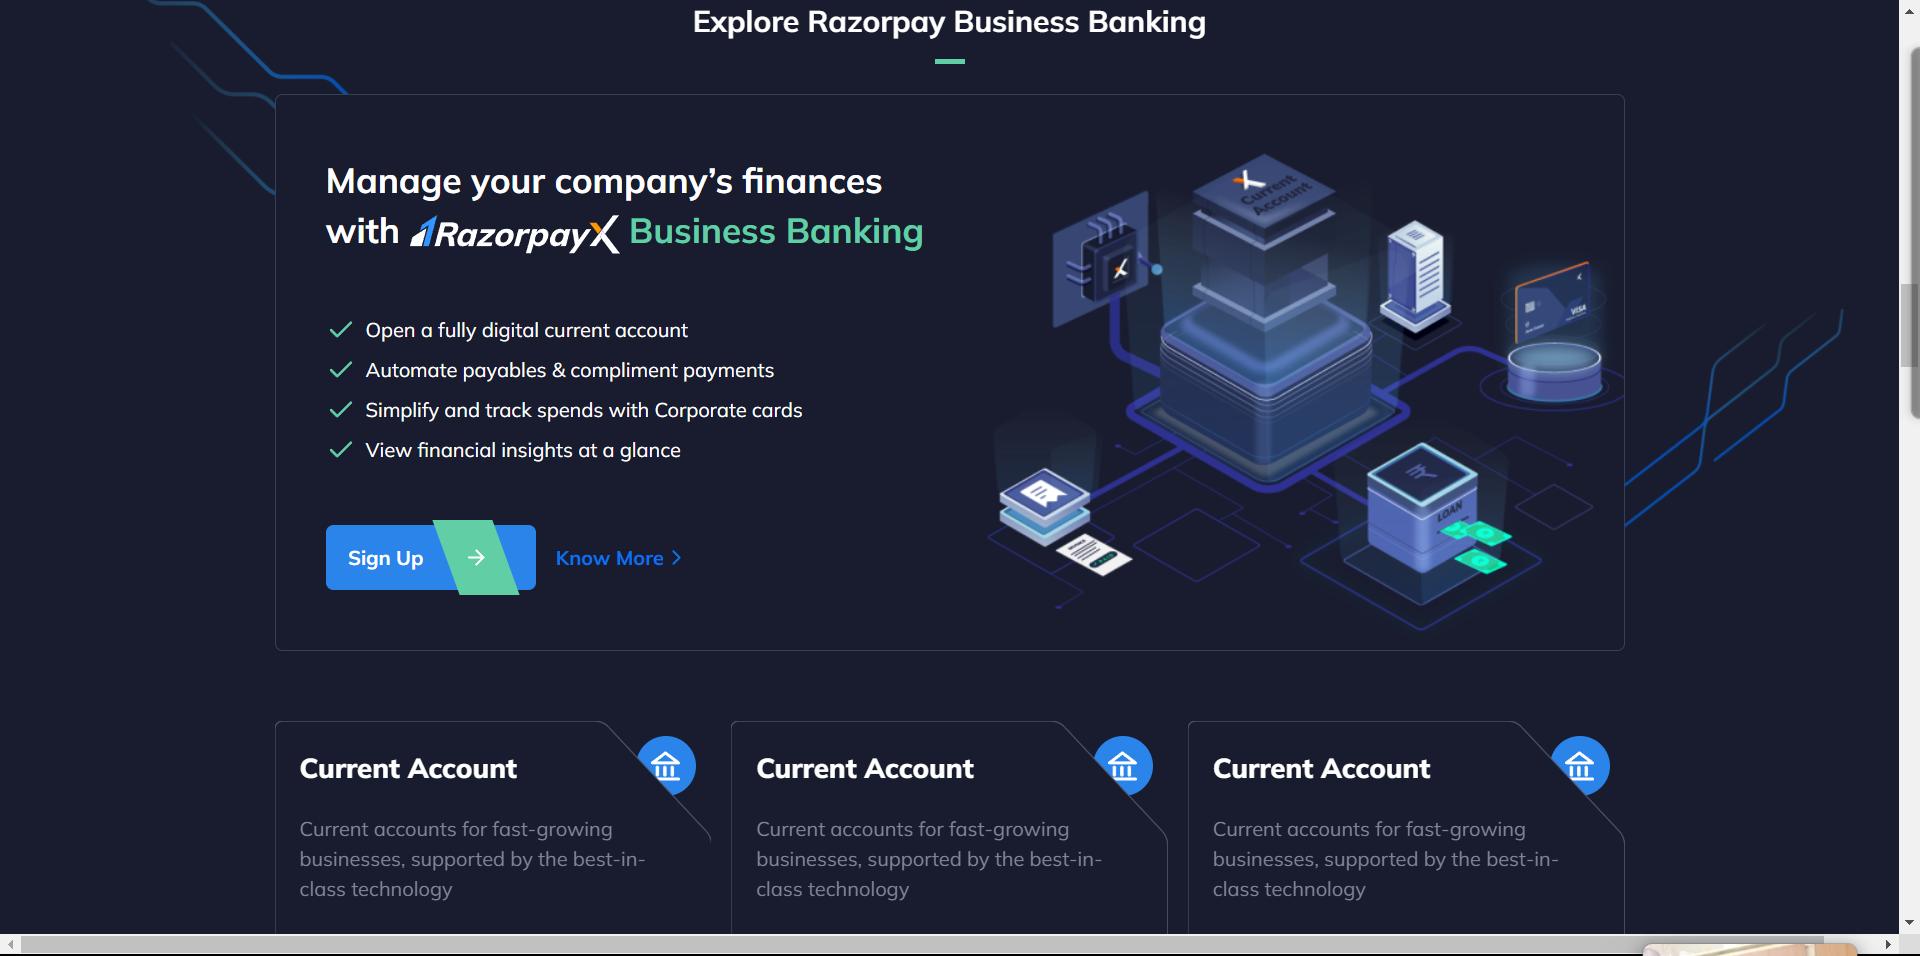 Explore Razorpay Business Banking
Manage your company’s finances
with RazorpayX Business Banking
Open a fully digital current account
Automate payables & compliment payments
Simplify and track spends with Corporate cards
View financial insights at a glance
Sign Up
Know More
Current
Account
VISA
LOAN
Current Account
Current accounts for fast-growing
businesses, supported by the best-in-
class technology
Current Account
Current accounts for fast-growing
businesses, supported by the best-in-
class technology
Current Account
Current accounts for fast-growing
businesses, supported by the best-in-
class technology